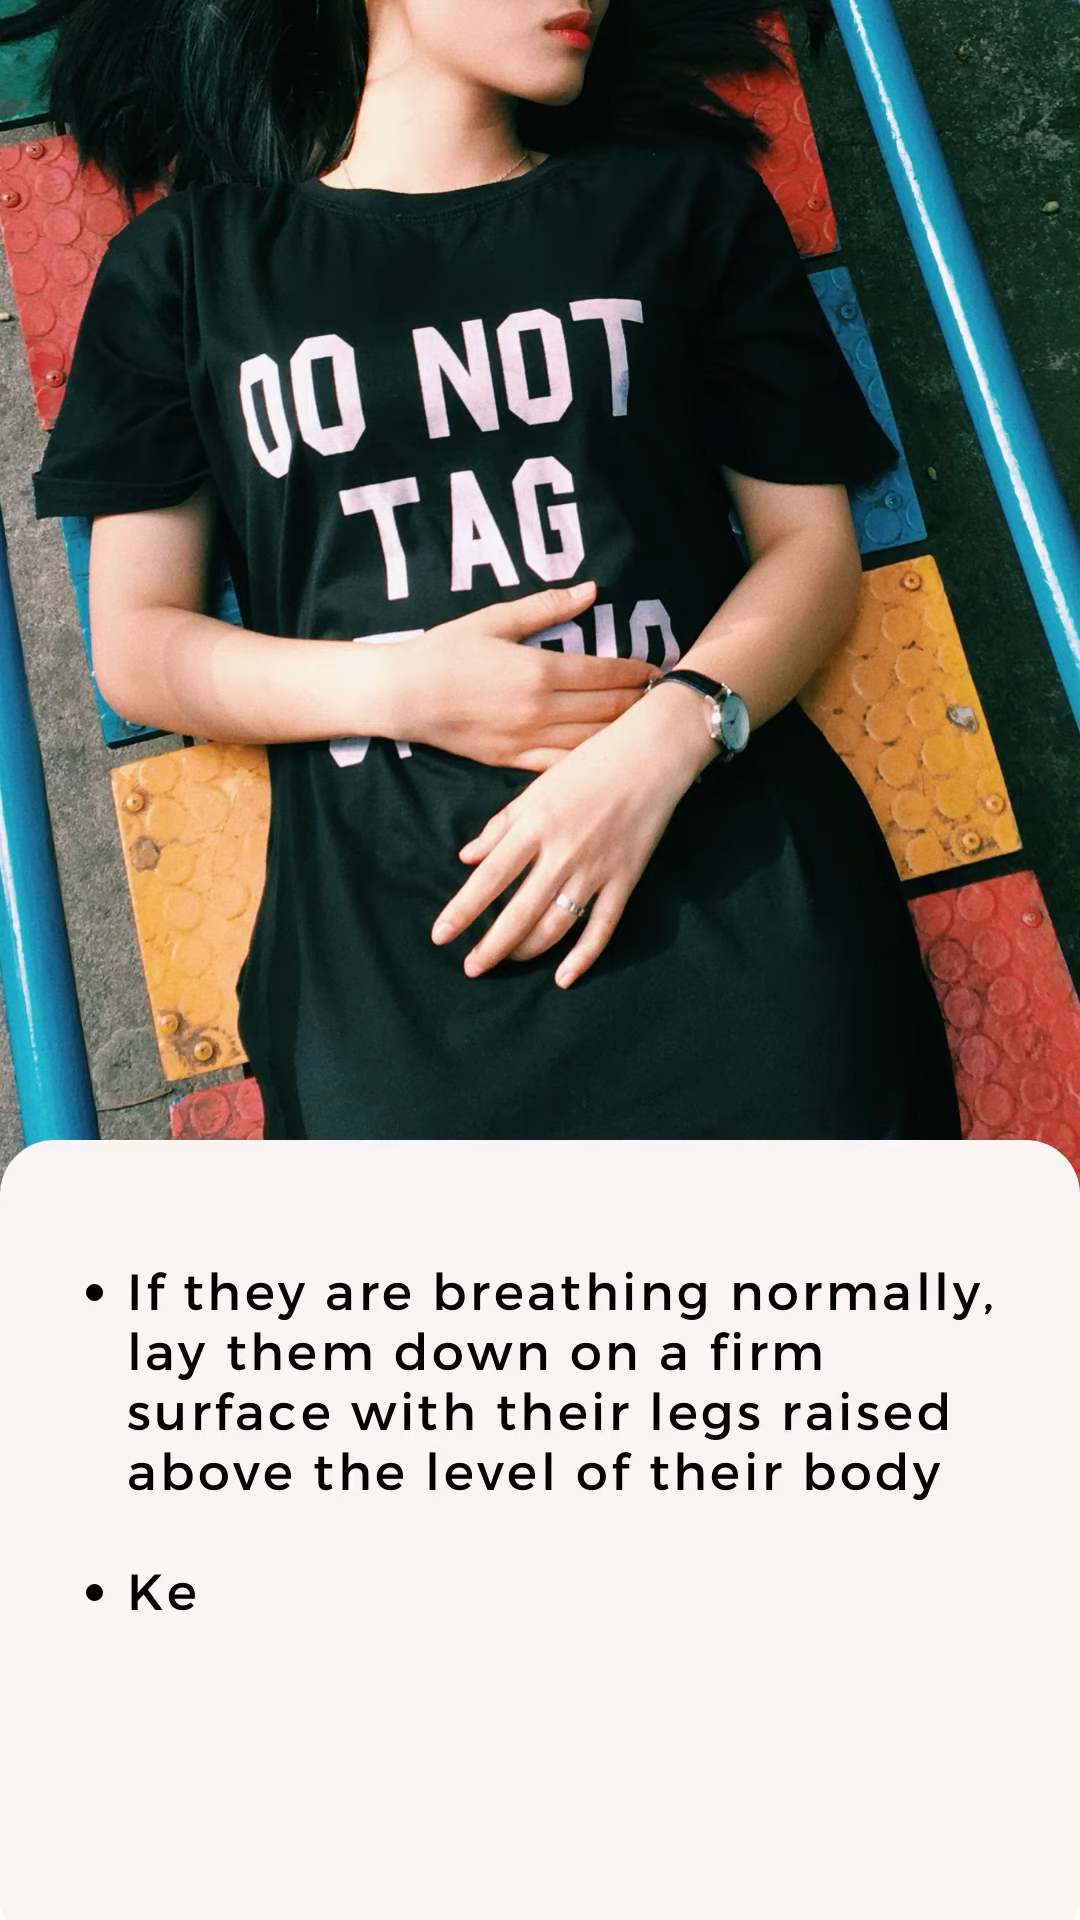 DO NOT
TAG
If they are breathing normally,
lay them down on a firm
surface with their legs raised
above the level of their body
Ke